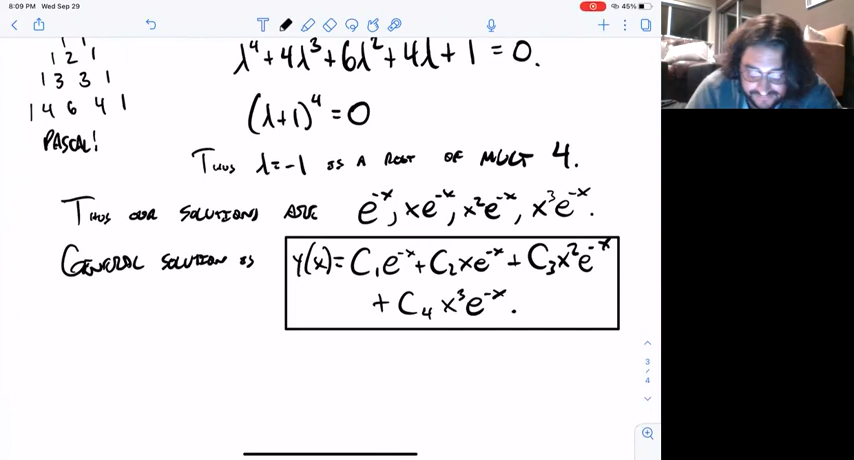 8:09 PM Wed Sep 29
45%
1 1
1 2 1
1 3 3 1
1 4 6 4 1
PASCAL!
λ⁴+4λ³+6λ²+4λ+1=0.
(λ+1)⁴=0
THUS λ=-1 IS A ROOT OF MULT 4.
THUS OUR SOLUTIONS ARE e⁻ˣ, xe⁻ˣ, x²e⁻ˣ, x³e⁻ˣ.
GENERAL SOLUTION IS y(x)=C₁e⁻ˣ+C₂xe⁻ˣ+C₃x²e⁻ˣ
+C₄x³e⁻ˣ.
3
/
4